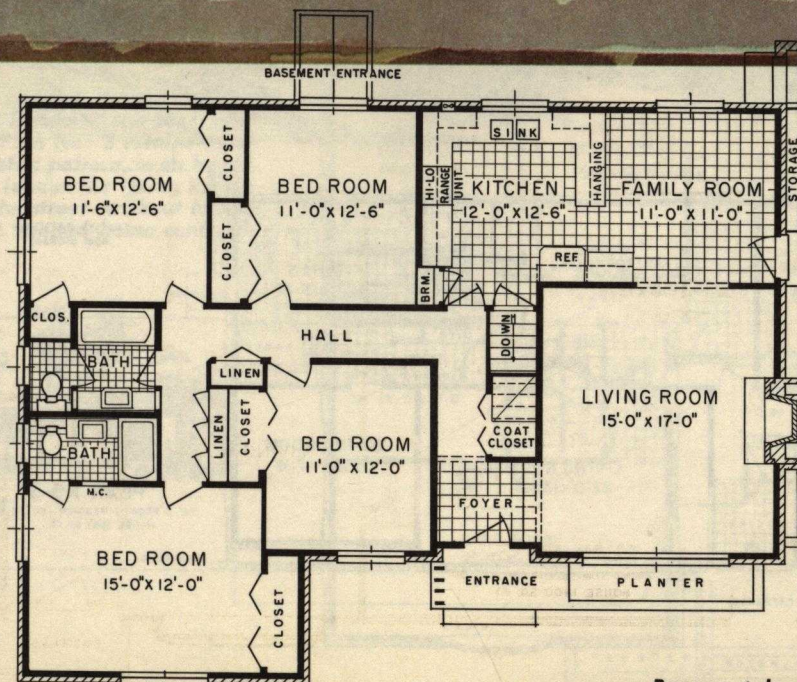 BASEMENT ENTRANCE
BED ROOM
11'-6"X12'-6"
CLOSET
CLOSET
BED ROOM
11'-0"X12'-6"
HI-LO
RANGE
UNIT
SINK
KITCHEN
12'-0"X12'-6"
HANGING
FAMILY ROOM
11'-0"X11'-0"
STORAGE
REF.
BRM.
CLOS.
BATH
HALL
DOWN
LINEN
LINEN
CLOSET
BED ROOM
11'-0"X12'-0"
COAT
CLOSET
LIVING ROOM
15'-0"X17'-0"
BATH
M.C.
FOYER
BED ROOM
15'-0"X12'-0"
CLOSET
ENTRANCE
PLANTER